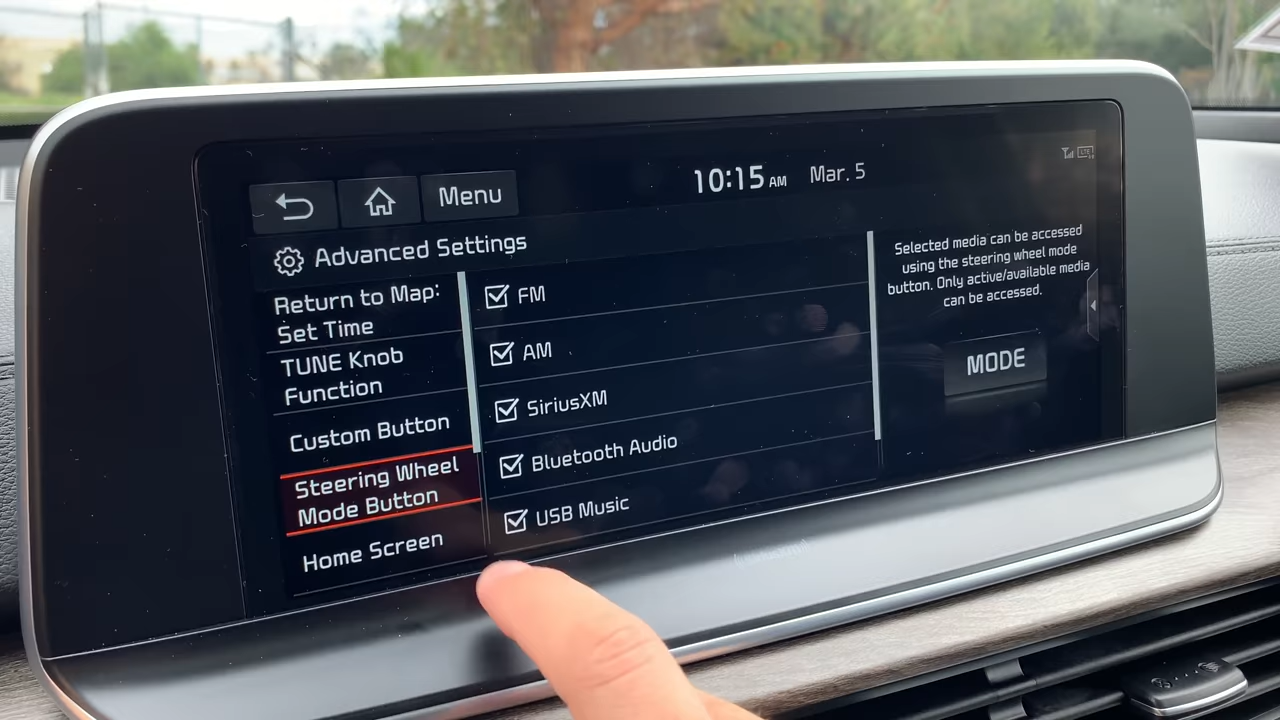 Menu
10:15 AM Mar. 5
LTE
Advanced Settings
Return to Map:
Set Time
TUNE Knob
Function
Custom Button
Steering Wheel
Mode Button
Home Screen
FM
AM
SiriusXM
Bluetooth Audio
USB Music
Selected media can be accessed
using the steering wheel mode
button. Only active/available media
can be accessed.
MODE